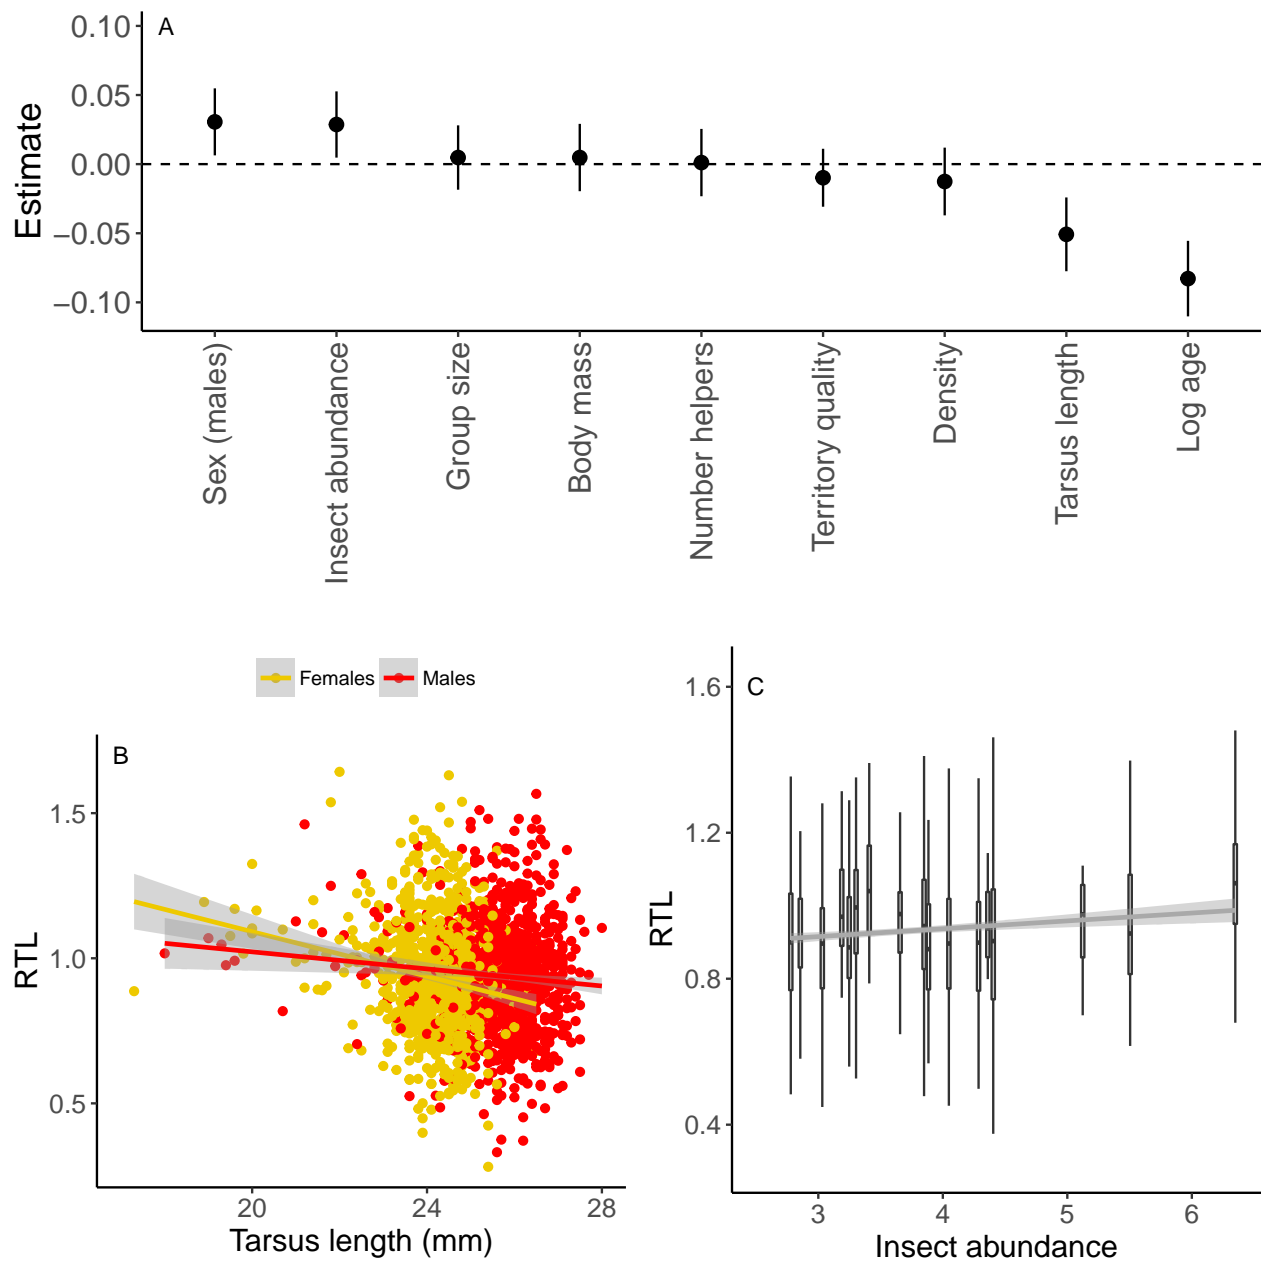 A
0.10
0.05
0.00
−0.05
−0.10
Estimate
Sex (males)
Insect abundance
Group size
Body mass
Number helpers
Territory quality
Density
Tarsus length
Log age
Females
Males
B
1.5
1.0
0.5
RTL
20
24
28
Tarsus length (mm)
C
1.6
1.2
0.8
0.4
RTL
3
4
5
6
Insect abundance